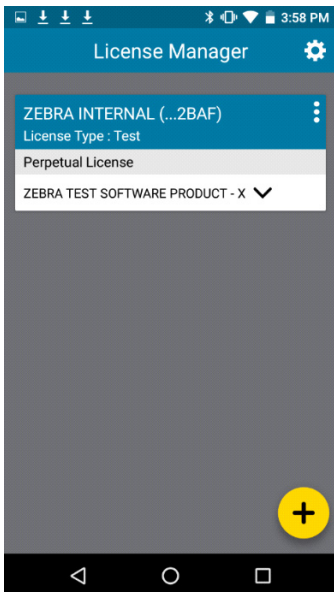 3:58 PM
License Manager
ZEBRA INTERNAL (...2BAF)
License Type : Test
Perpetual License
ZEBRA TEST SOFTWARE PRODUCT - X